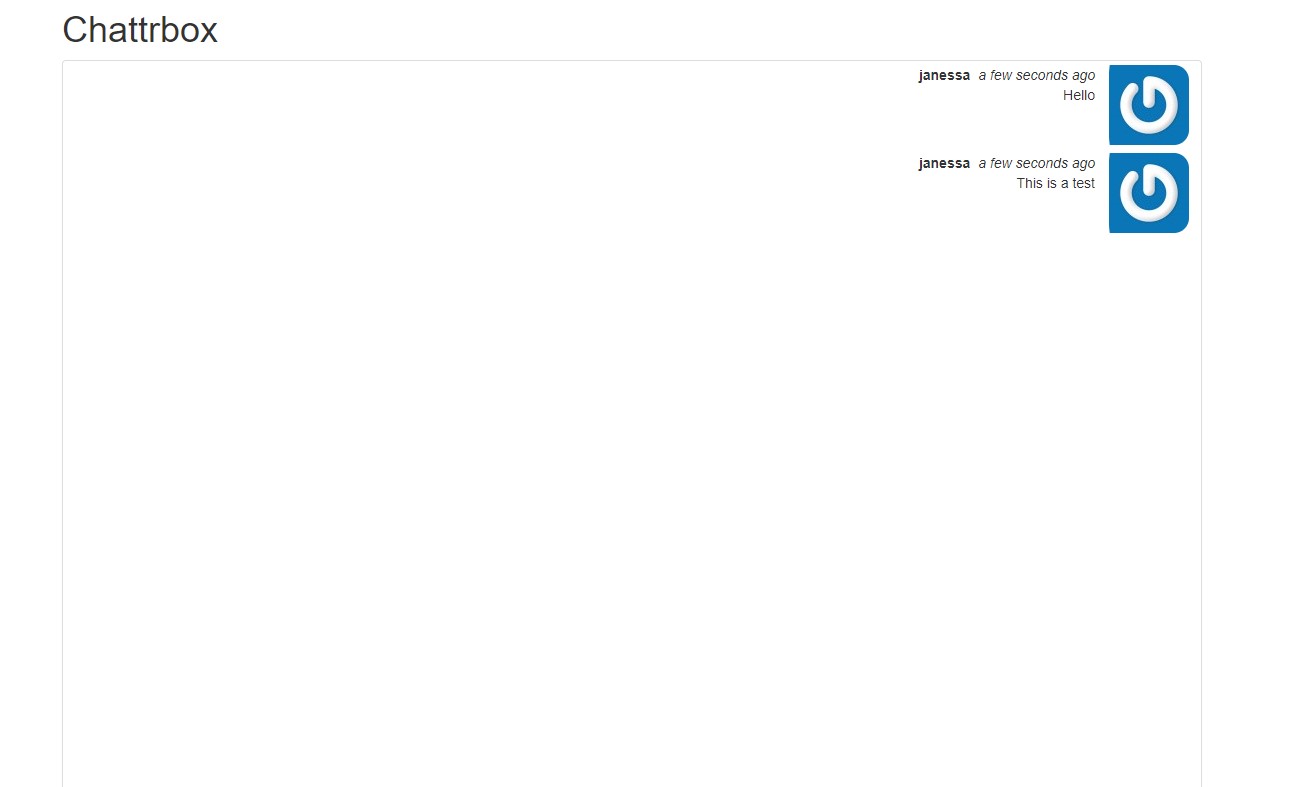 Chattrbox
janessa a few seconds ago
Hello
janessa a few seconds ago
This is a test